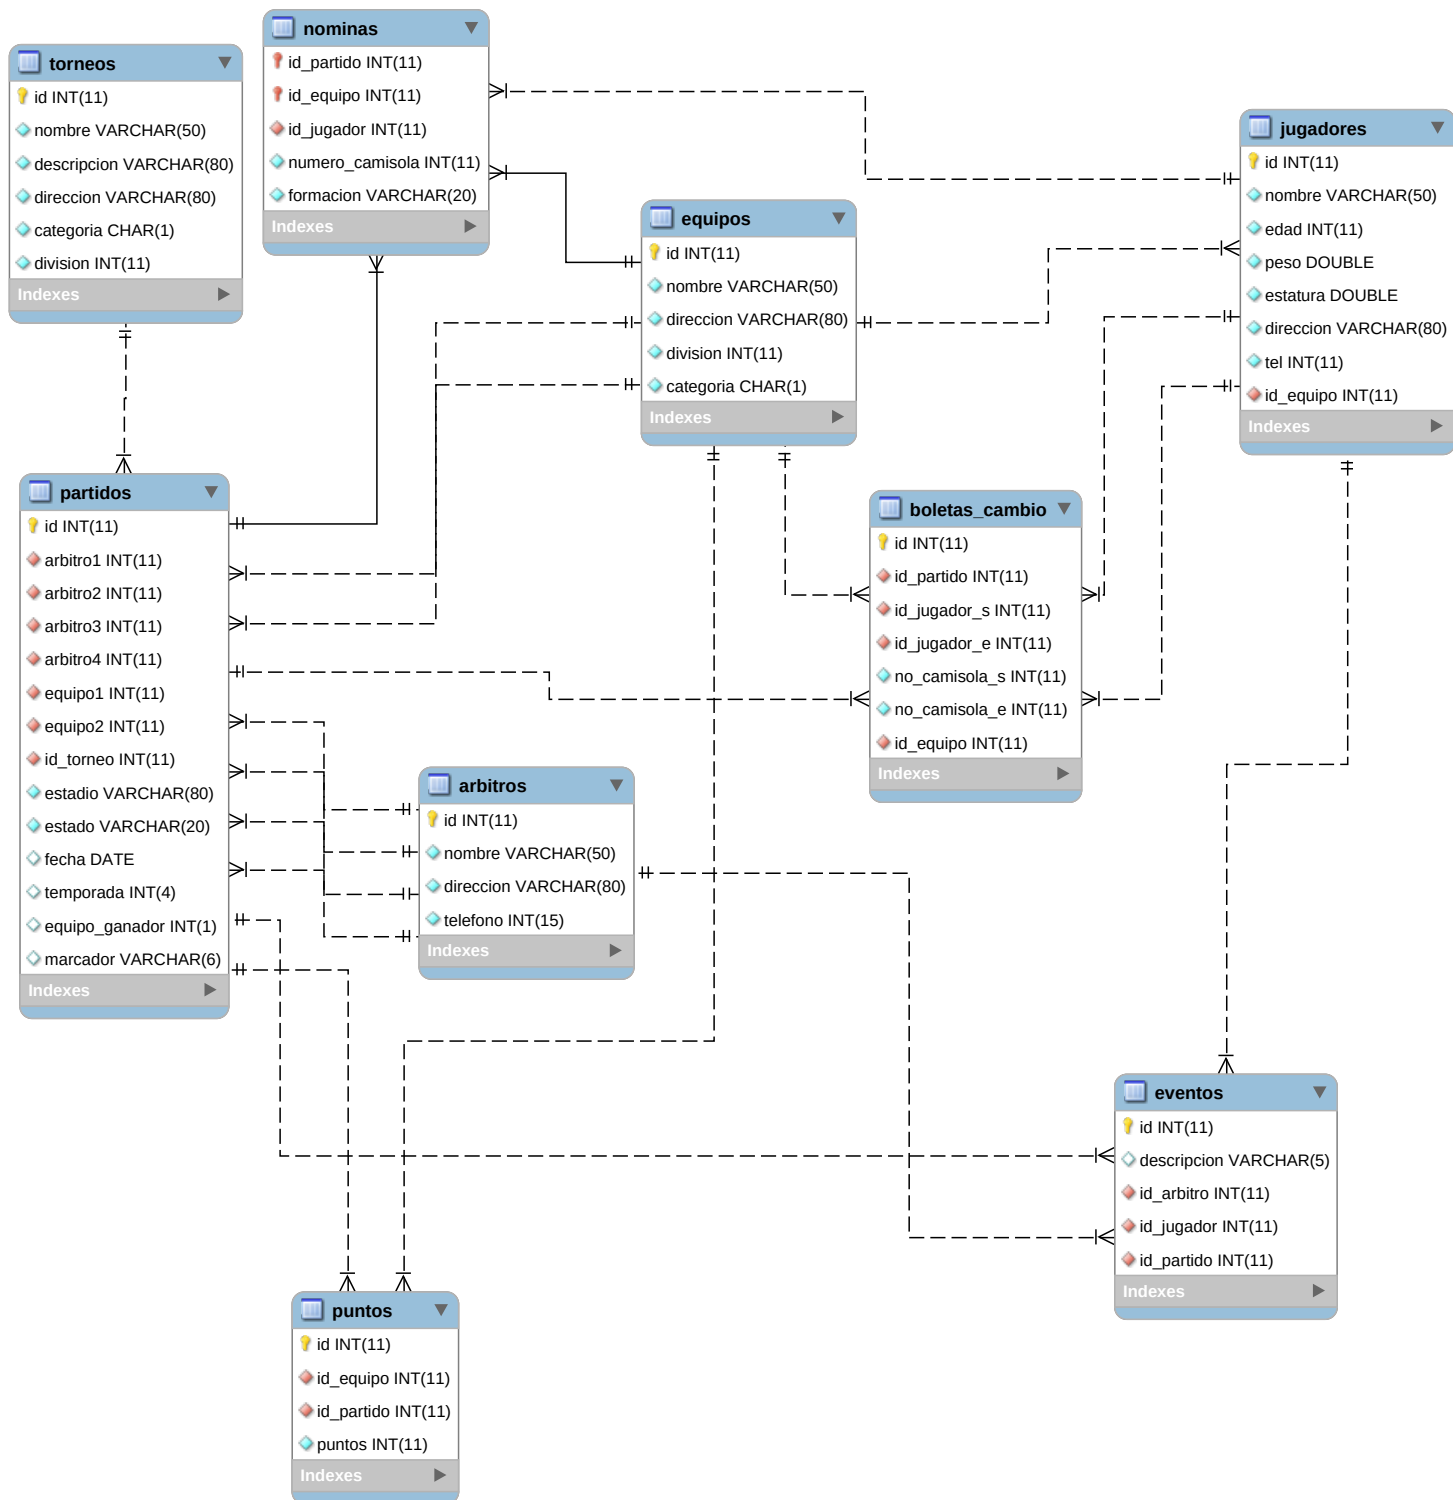 torneos
id INT(11)
nombre VARCHAR(50)
descripcion VARCHAR(80)
direccion VARCHAR(80)
categoria CHAR(1)
division INT(11)
Indexes
nominas
id_partido INT(11)
id_equipo INT(11)
id_jugador INT(11)
numero_camisola INT(11)
formacion VARCHAR(20)
Indexes
equipos
id INT(11)
nombre VARCHAR(50)
direccion VARCHAR(80)
division INT(11)
categoria CHAR(1)
Indexes
jugadores
id INT(11)
nombre VARCHAR(50)
edad INT(11)
peso DOUBLE
estatura DOUBLE
direccion VARCHAR(80)
tel INT(11)
id_equipo INT(11)
Indexes
partidos
id INT(11)
arbitro1 INT(11)
arbitro2 INT(11)
arbitro3 INT(11)
arbitro4 INT(11)
equipo1 INT(11)
equipo2 INT(11)
id_torneo INT(11)
estadio VARCHAR(80)
estado VARCHAR(20)
fecha DATE
temporada INT(4)
equipo_ganador INT(1)
marcador VARCHAR(6)
Indexes
boletas_cambio
id INT(11)
id_partido INT(11)
id_jugador_s INT(11)
id_jugador_e INT(11)
no_camisola_s INT(11)
no_camisola_e INT(11)
id_equipo INT(11)
Indexes
arbitros
id INT(11)
nombre VARCHAR(50)
direccion VARCHAR(80)
telefono INT(15)
Indexes
eventos
id INT(11)
descripcion VARCHAR(5)
id_arbitro INT(11)
id_jugador INT(11)
id_partido INT(11)
Indexes
puntos
id INT(11)
id_equipo INT(11)
id_partido INT(11)
puntos INT(11)
Indexes